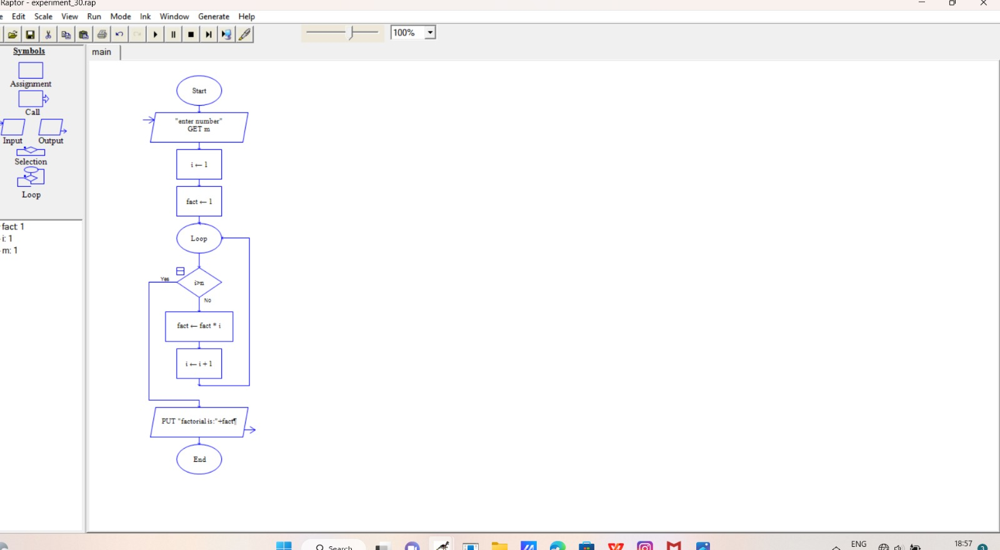 Raptor - experiment_30.rap
e Edit Scale View Run Mode Ink Window Generate Help
100%
Symbols
main
Assignment
Call
Input Output
Selection
Loop
fact: 1
i: 1
m: 1
Start
"enter number"
GET m
i ← 1
fact ← 1
Loop
Yes
i>n
No
fact ← fact * i
i ← i + 1
PUT "factorial is:"+fact¶
End
Search
ENG
18:57